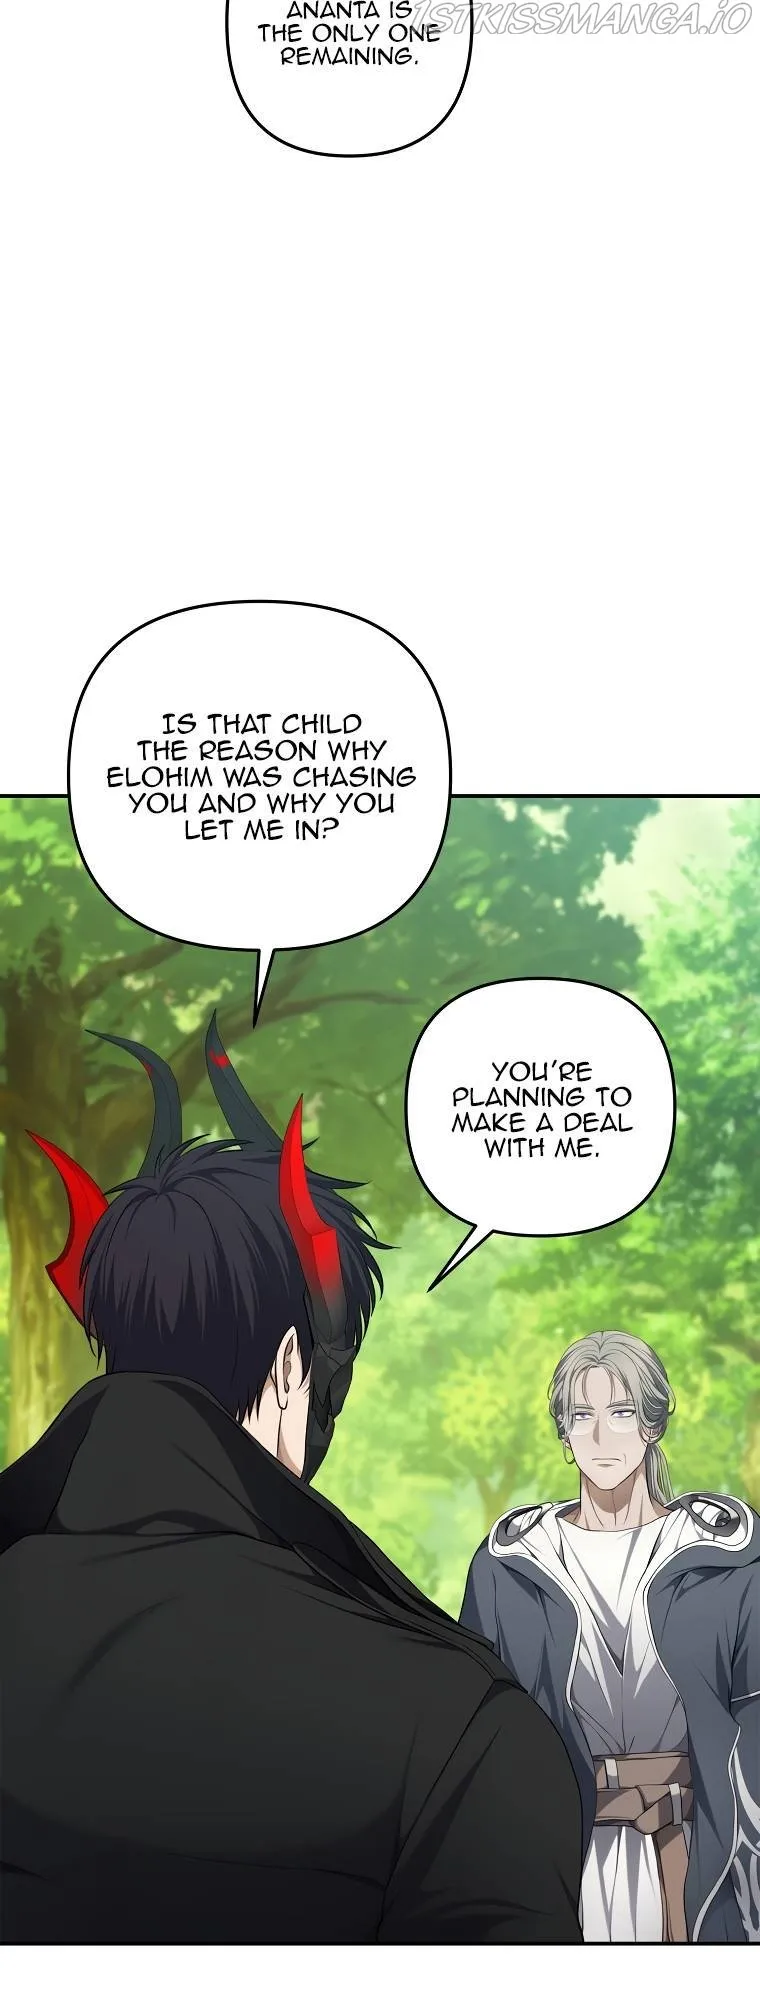 ANANTA IS
THE ONLY ONE
REMAINING.
1STKISSMANGA.iO
IS THAT CHILD
THE REASON WHY
ELOHIM WAS CHASING
YOU AND WHY YOU
LET ME IN?
YOU'RE
PLANNING TO
MAKE A DEAL
WITH ME.